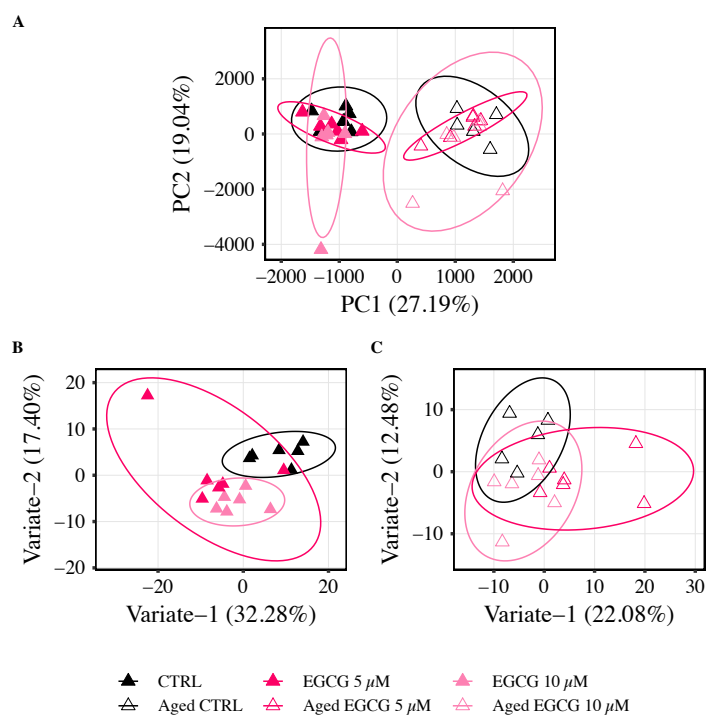 A
2000
0
−2000
−4000
PC2 (19.04%)
−2000 −1000 0 1000 2000
PC1 (27.19%)
B
20
10
0
−10
−20
Variate−2 (17.40%)
−20 0 20
Variate−1 (32.28%)
C
10
0
−10
Variate−2 (12.48%)
−10 0 10 20 30
Variate−1 (22.08%)
CTRL EGCG 5 μM EGCG 10 μM
Aged CTRL Aged EGCG 5 μM Aged EGCG 10 μM